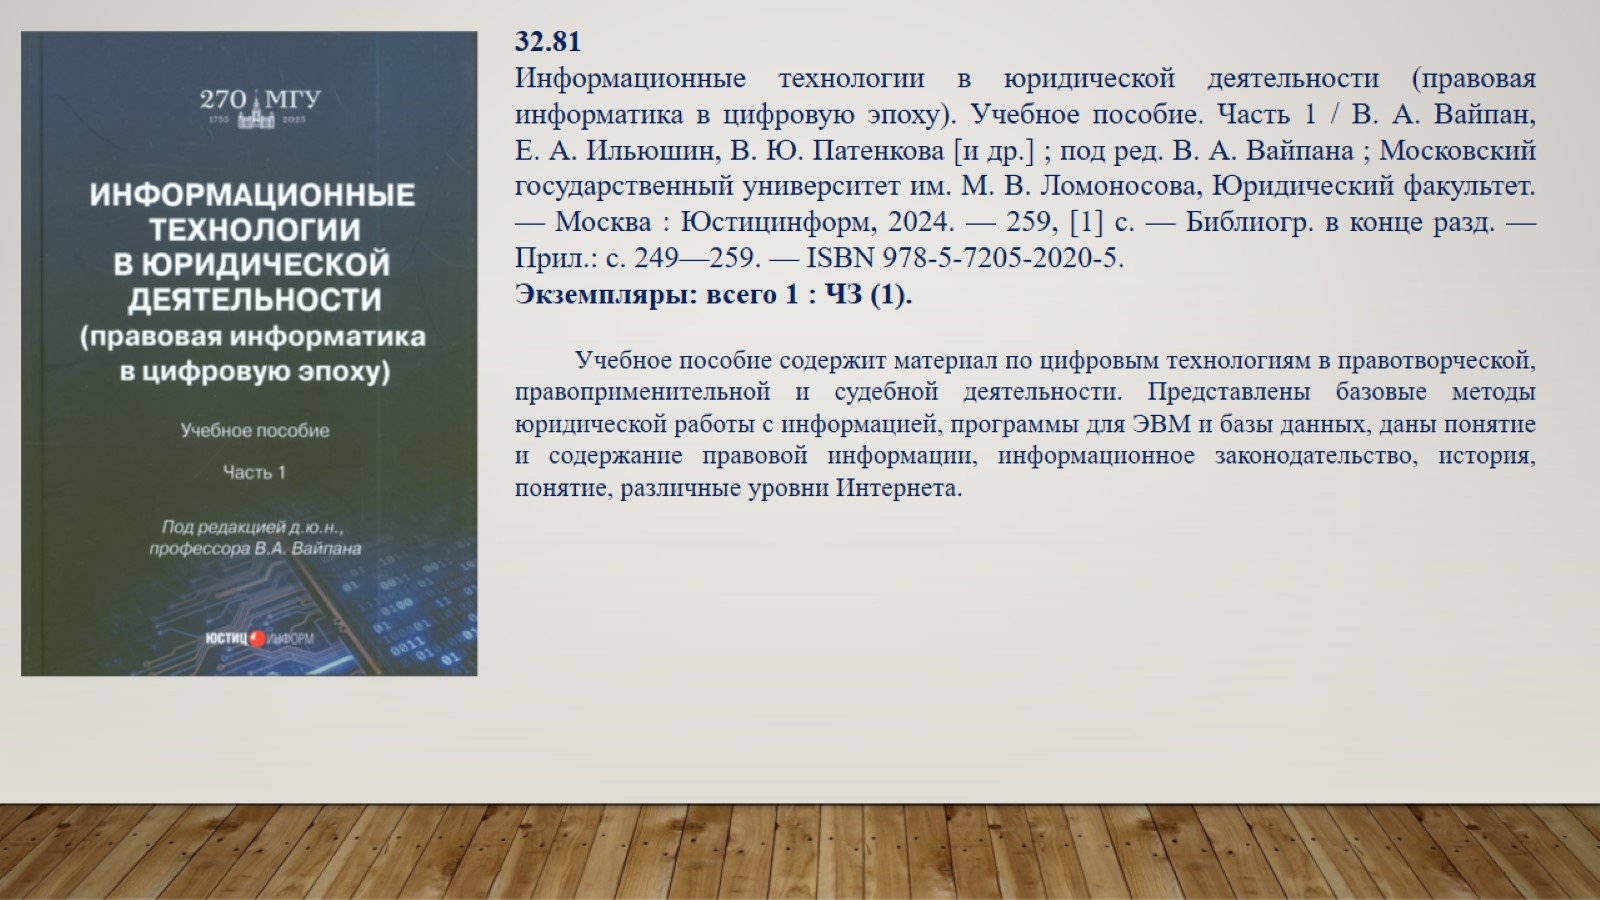 270 МГУ
1755 2025
ИНФОРМАЦИОННЫЕ
ТЕХНОЛОГИИ
В ЮРИДИЧЕСКОЙ
ДЕЯТЕЛЬНОСТИ
(правовая информатика
в цифровую эпоху)
Учебное пособие
Часть 1
Под редакцией д.ю.н.,
профессора В.А. Вайпана
ЮСТИЦ ИНФОРМ
32.81
Информационные технологии в юридической деятельности (правовая
информатика в цифровую эпоху). Учебное пособие. Часть 1 / В. А. Вайпан,
Е. А. Ильюшин, В. Ю. Патенкова [и др.] ; под ред. В. А. Вайпана ; Московский
государственный университет им. М. В. Ломоносова, Юридический факультет.
— Москва : Юстицинформ, 2024. — 259, [1] с. — Библиогр. в конце разд. —
Прил.: с. 249—259. — ISBN 978-5-7205-2020-5.
Экземпляры: всего 1 : ЧЗ (1).
Учебное пособие содержит материал по цифровым технологиям в правотворческой,
правоприменительной и судебной деятельности. Представлены базовые методы
юридической работы с информацией, программы для ЭВМ и базы данных, даны понятие
и содержание правовой информации, информационное законодательство, история,
понятие, различные уровни Интернета.